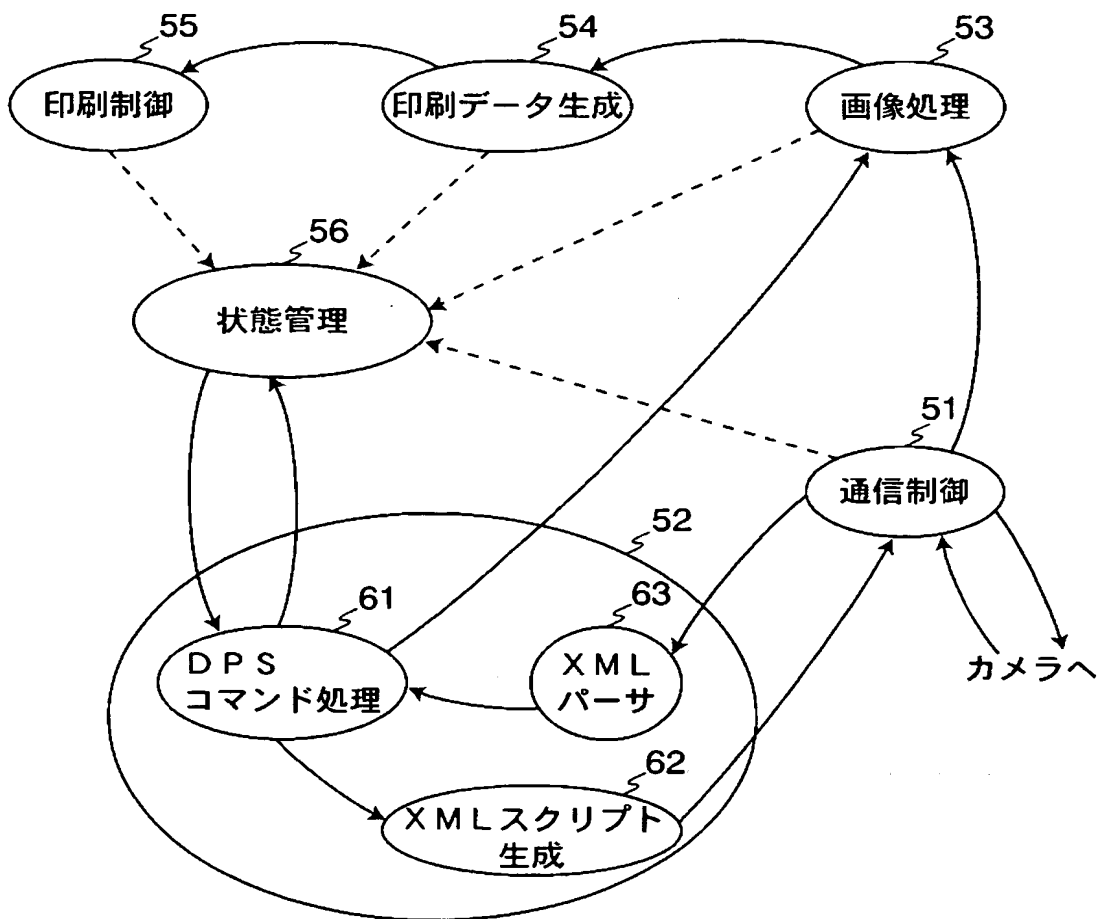 55
54
53
印刷制御
印刷データ生成
画像処理
56
状態管理
51
通信制御
52
61
63
DPS
コマンド処理
XML
パーサ
カメラへ
62
XMLスクリプト
生成